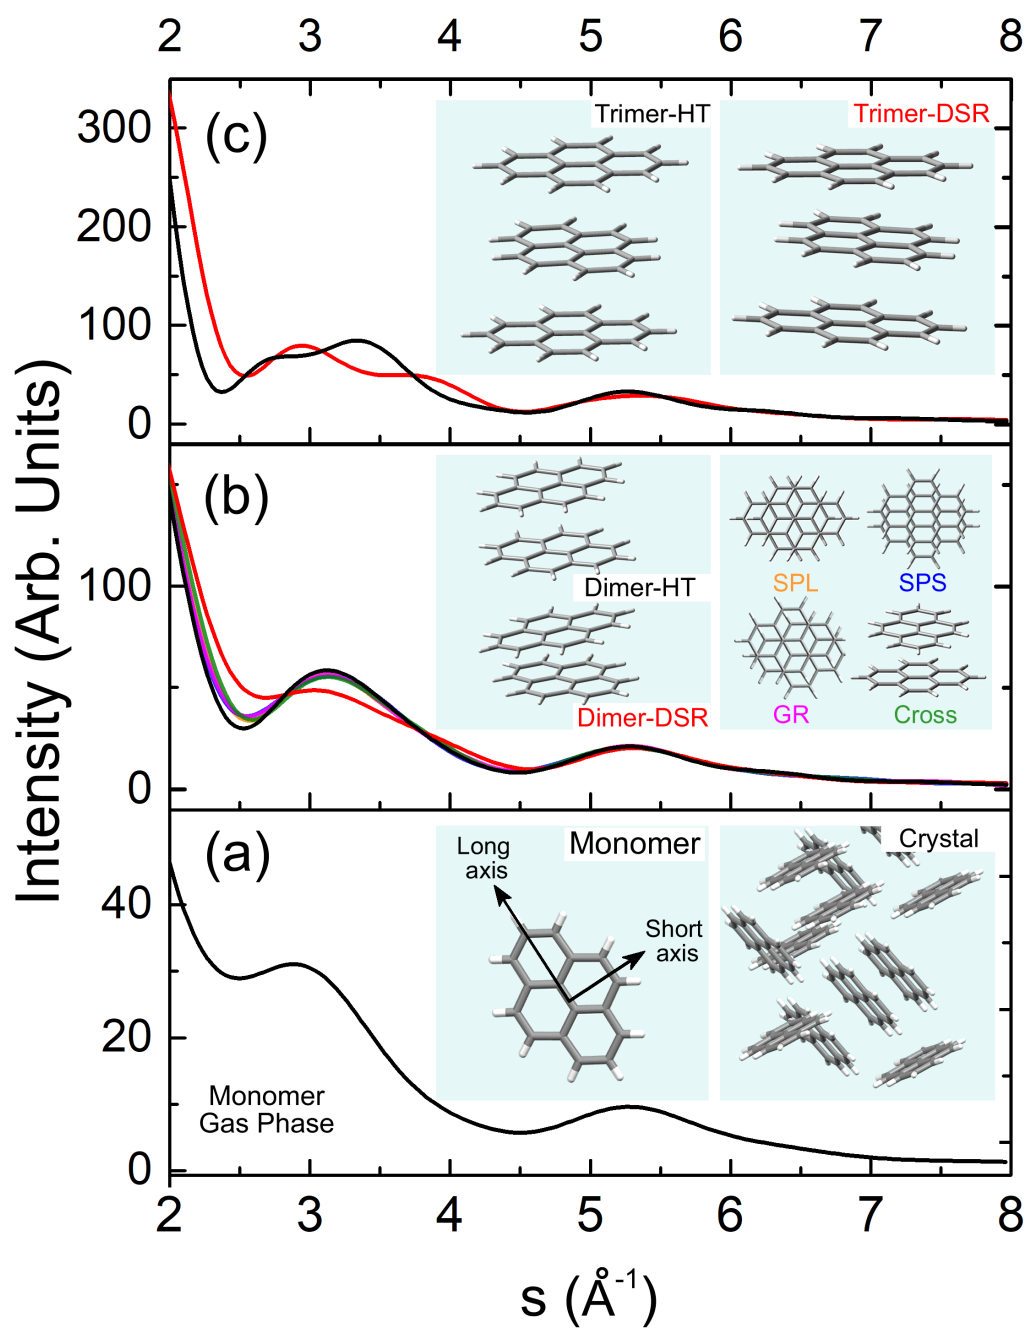 2 3 4 5 6 7 8
300
200
100
0
(c)
Trimer-HT
Trimer-DSR
Intensity (Arb. Units)
100
0
(b)
Dimer-HT
Dimer-DSR
SPL
SPS
GR
Cross
40
20
0
(a)
Monomer
Gas Phase
Monomer
Long
axis
Short
axis
Crystal
2 3 4 5 6 7 8
s (Å⁻¹)